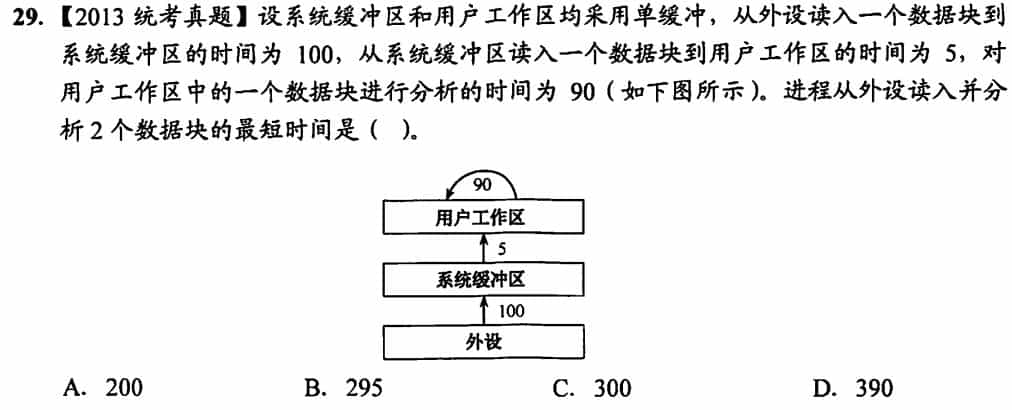 29.【2013 统考真题】设系统缓冲区和用户工作区均采用单缓冲，从外设读入一个数据块到
系统缓冲区的时间为 100，从系统缓冲区读入一个数据块到用户工作区的时间为 5，对
用户工作区中的一个数据块进行分析的时间为 90（如下图所示）。进程从外设读入并分
析 2 个数据块的最短时间是（ ）。
90
用户工作区
5
系统缓冲区
100
外设
A. 200 B. 295 C. 300 D. 390